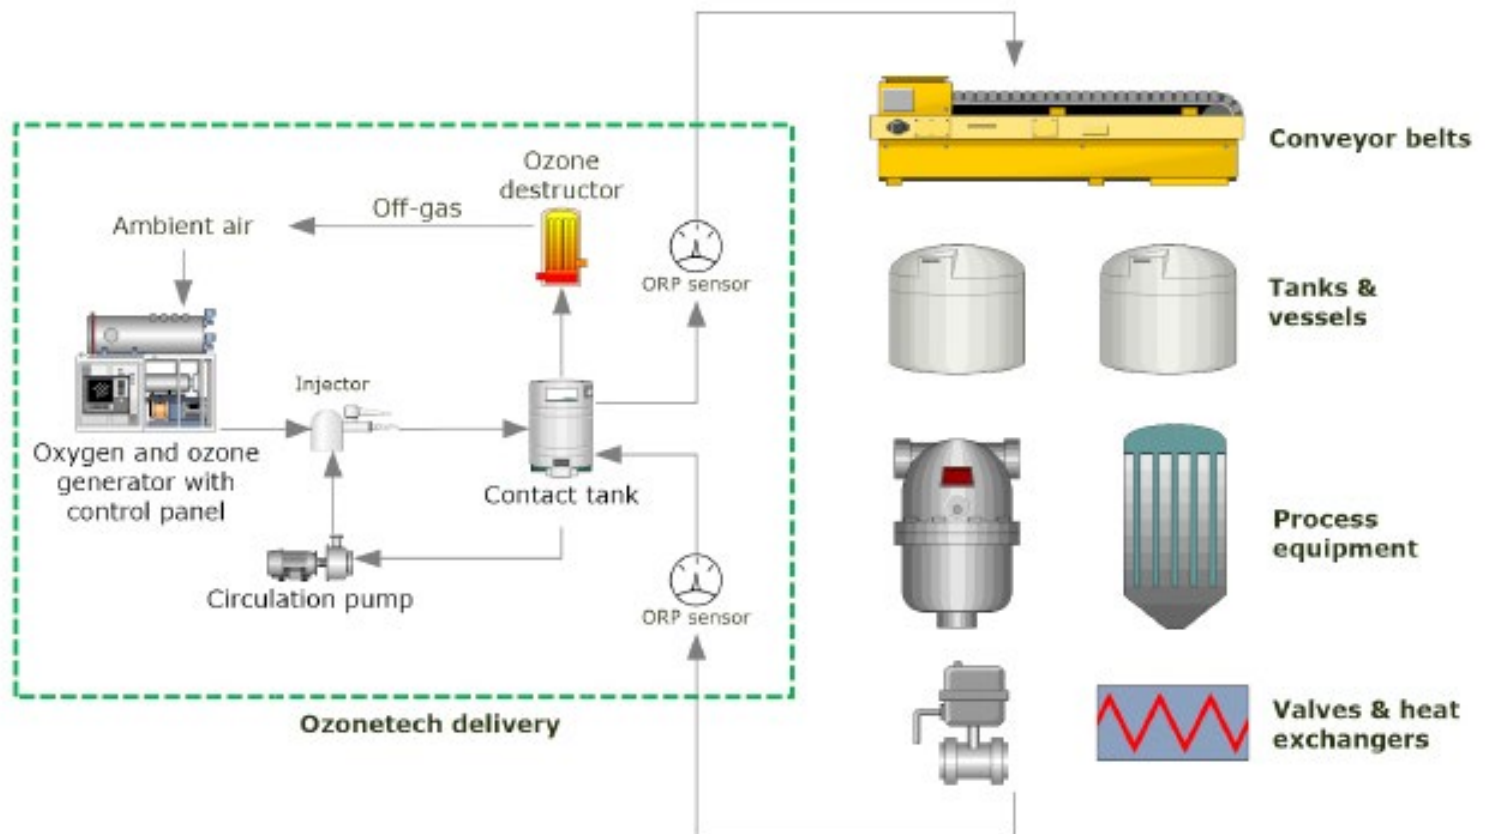 Conveyor belts
Ozone
destructor
Off-gas
Ambient air
ORP sensor
Tanks &
vessels
Injector
Oxygen and ozone
generator with
control panel
Contact tank
Circulation pump
ORP sensor
Process
equipment
Ozonetech delivery
Valves & heat
exchangers